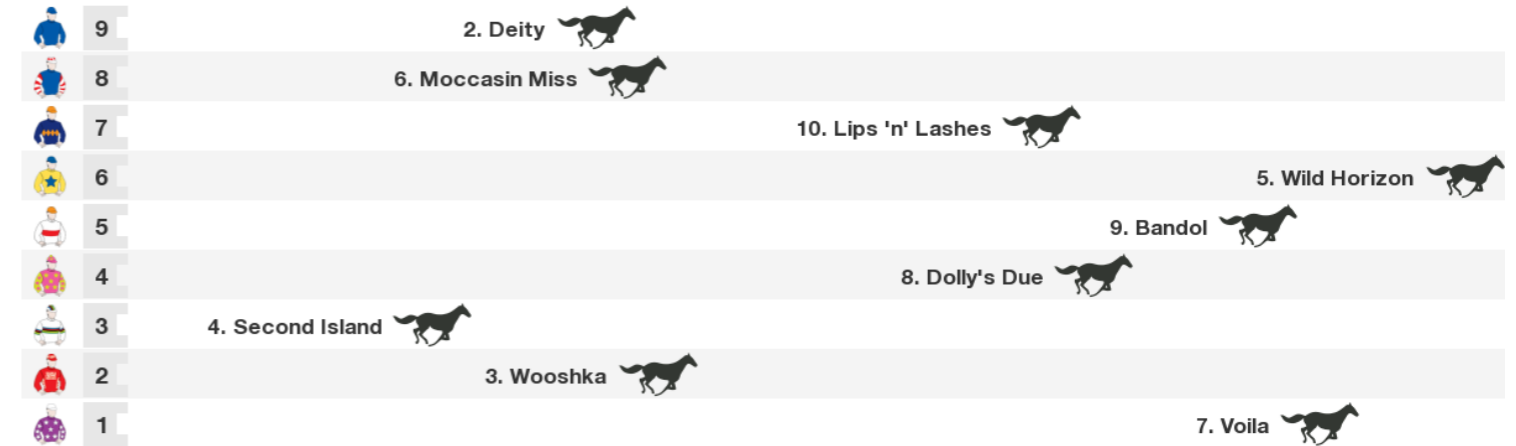 9 2. Deity
8 6. Moccasin Miss
7 10. Lips 'n' Lashes
6 5. Wild Horizon
5 9. Bandol
4 8. Dolly's Due
3 4. Second Island
2 3. Wooshka
1 7. Voila